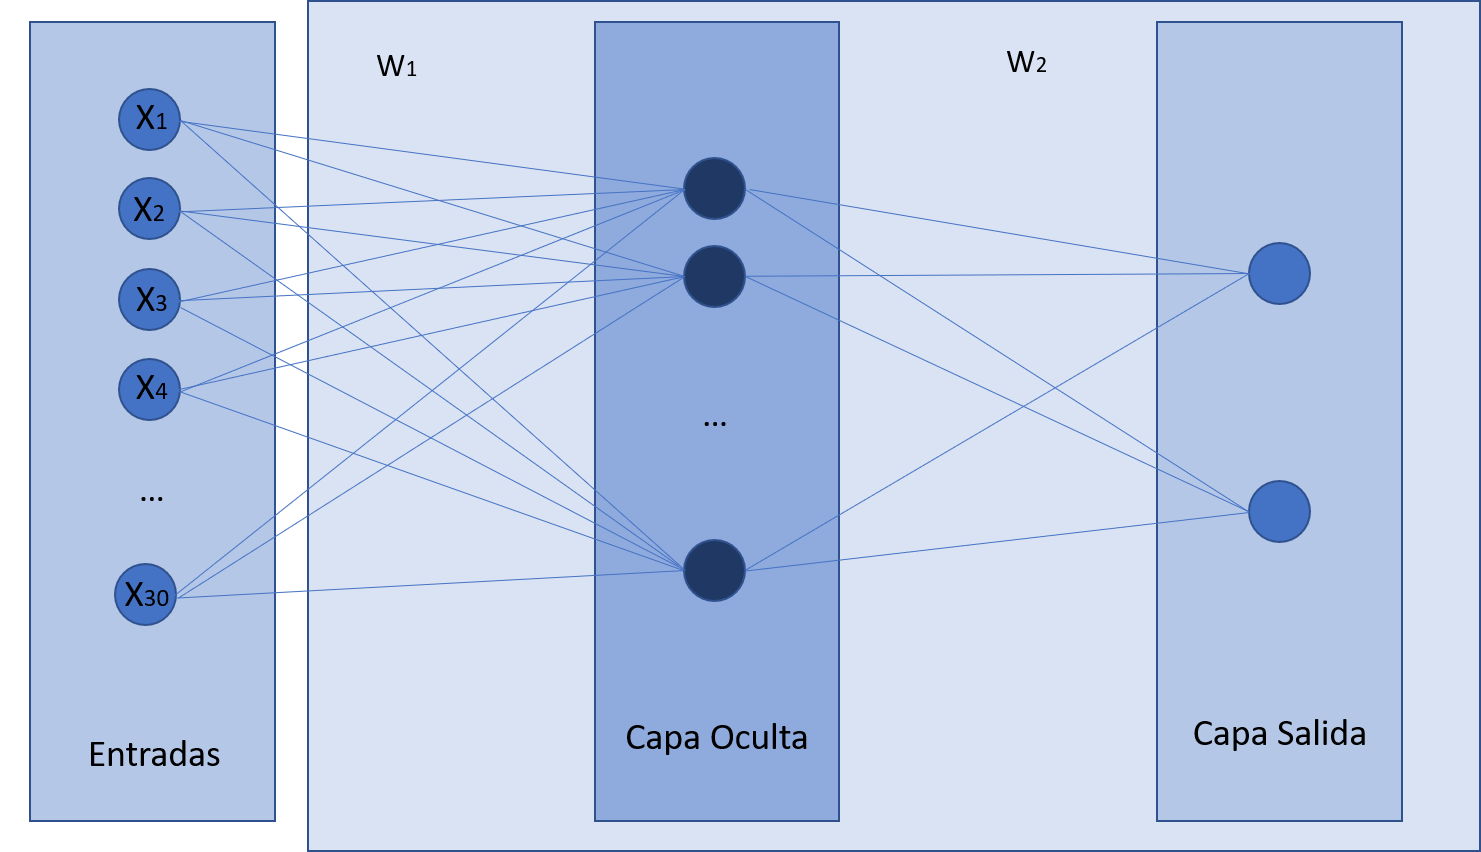 W1
W2
X1
X2
X3
X4
...
...
X30
Entradas
Capa Oculta
Capa Salida